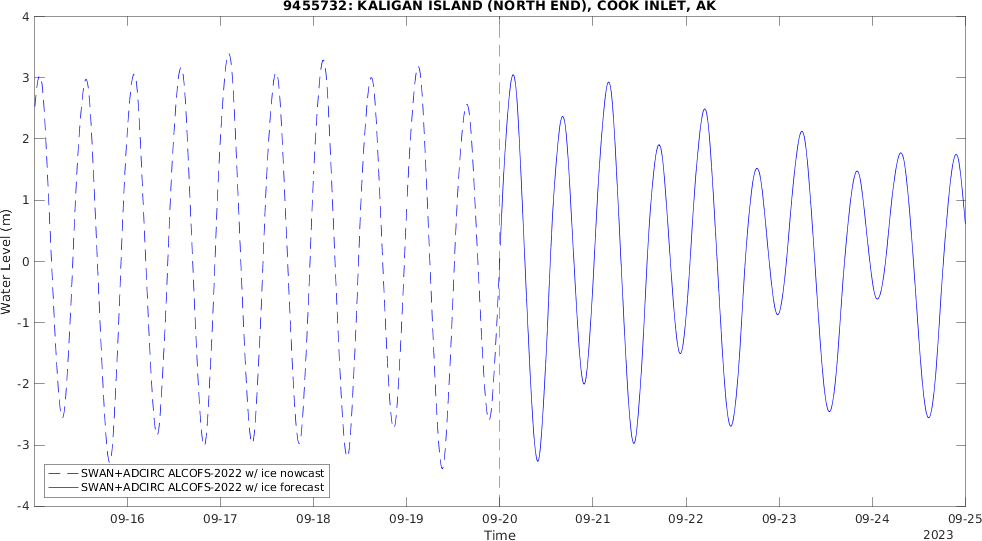 9455732: KALIGAN ISLAND (NORTH END), COOK INLET, AK
4
3
2
1
0
-1
-2
-3
-4
Water Level (m)
SWAN+ADCIRC ALCOFS-2022 w/ ice nowcast
SWAN+ADCIRC ALCOFS-2022 w/ ice forecast
09-16 09-17 09-18 09-19 09-20 09-21 09-22 09-23 09-24 09-25
Time
2023